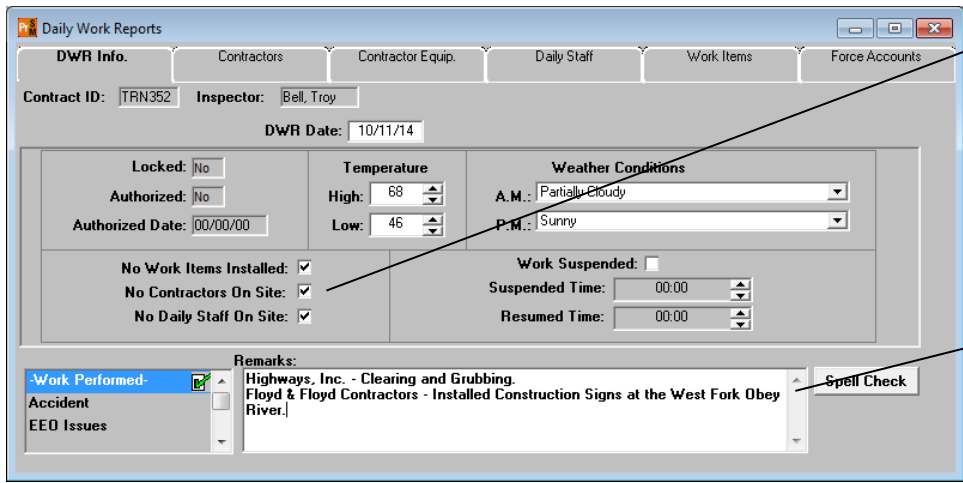 Daily Work Reports
DWR Info. Contractors Contractor Equip. Daily Staff Work Items Force Accounts
Contract ID: TRN352 Inspector: Bell, Troy
DWR Date: 10/11/14
Locked: No Temperature Weather Conditions
Authorized: No High: 68 A.M.: Partially Cloudy
Authorized Date: 00/00/00 Low: 46 P.M.: Sunny
No Work Items Installed: Work Suspended:
No Contractors On Site: Suspended Time: 00:00
No Daily Staff On Site: Resumed Time: 00:00
Remarks:
-Work Performed- Highways, Inc. - Clearing and Grubbing. Spell Check
Accident Floyd & Floyd Contractors - Installed Construction Signs at the West Fork Obey
EEO Issues River.